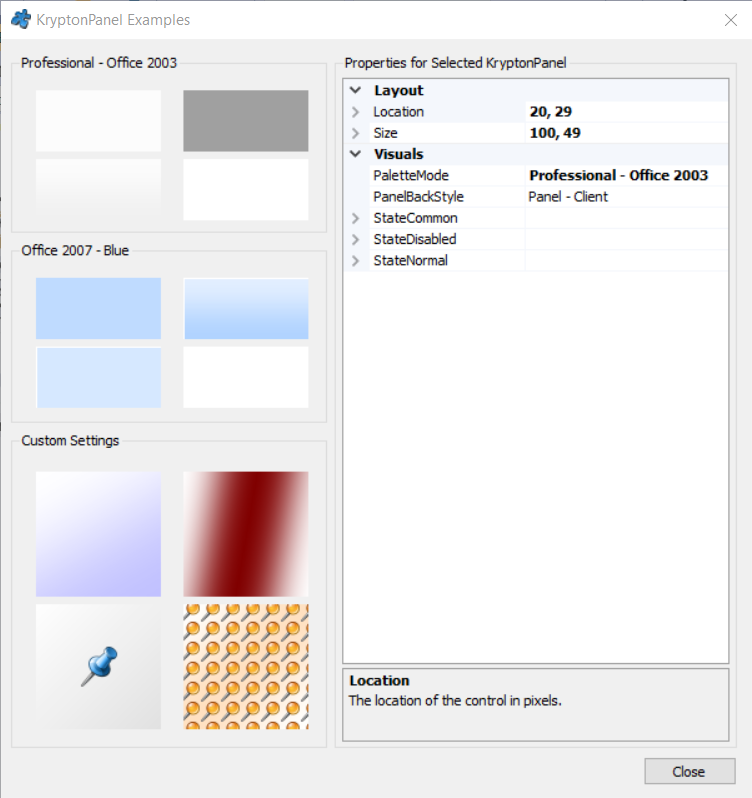 KryptonPanel Examples
Professional - Office 2003
Office 2007 - Blue
Custom Settings
Properties for Selected KryptonPanel
Layout
Location 20, 29
Size 100, 49
Visuals
PaletteMode Professional - Office 2003
PanelBackStyle Panel - Client
StateCommon
StateDisabled
StateNormal
Location
The location of the control in pixels.
Close